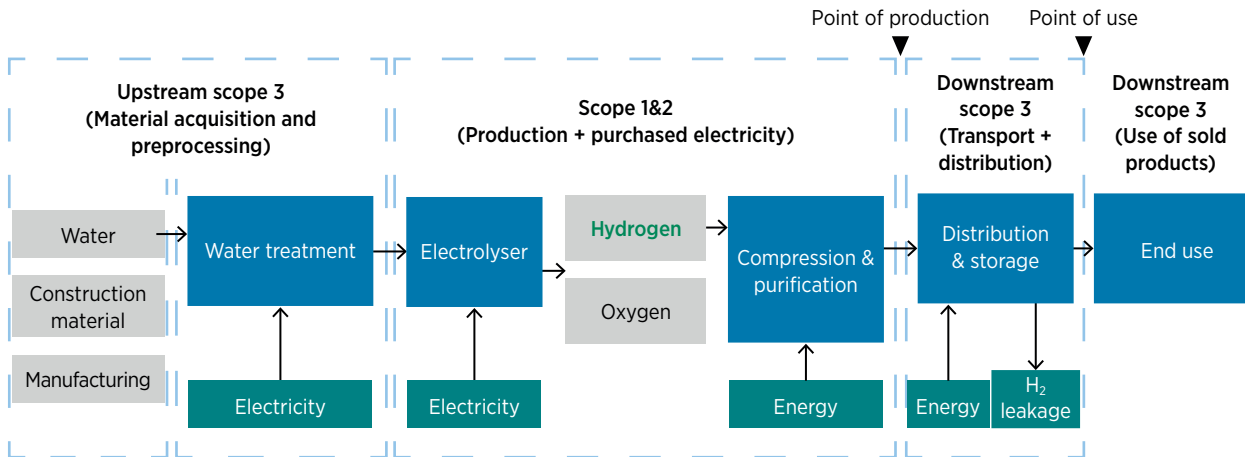 Point of production
Point of use
Upstream scope 3
(Material acquisition and
preprocessing)
Scope 1&2
(Production + purchased electricity)
Downstream
scope 3
(Transport +
distribution)
Downstream
scope 3
(Use of sold
products)
Water
Construction
material
Manufacturing
Water treatment
Electricity
Electrolyser
Electricity
Hydrogen
Oxygen
Compression &
purification
Energy
Distribution
& storage
Energy
H₂
leakage
End use